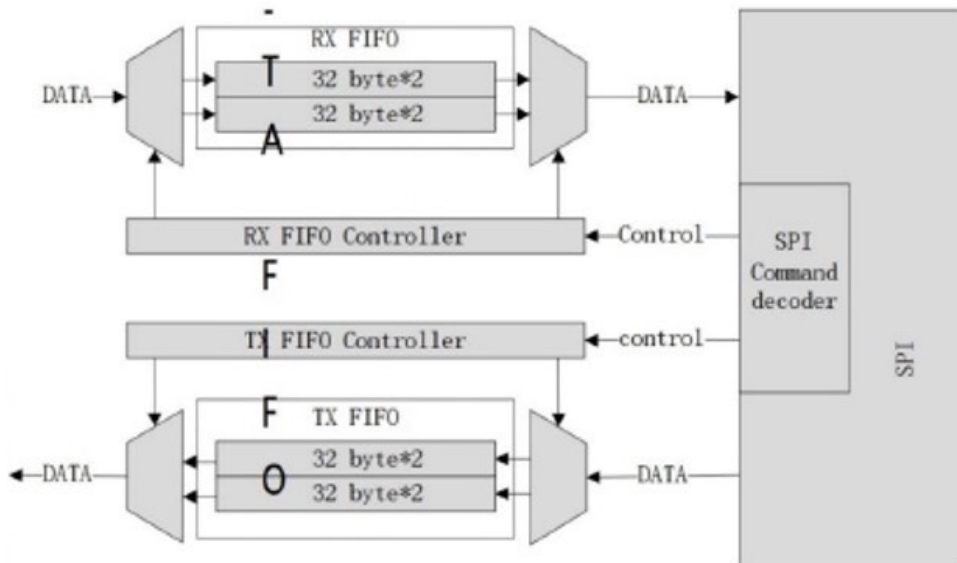 RX FIFO
DATA
32 byte*2
32 byte*2
DATA
RX FIFO Controller
Control
SPI
Command
decoder
TX FIFO Controller
control
SPI
TX FIFO
DATA
32 byte*2
32 byte*2
DATA
-
T
A
F
I
F
O